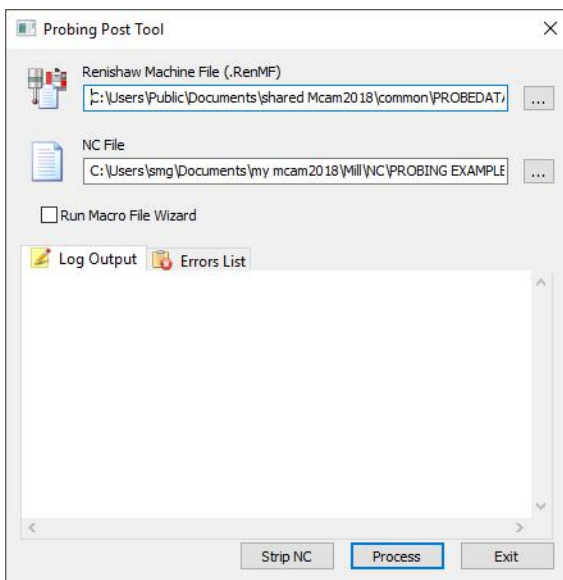 Probing Post Tool
Renishaw Machine File (.RenMF)
C:\Users\Public\Documents\shared Mcam2018\common\PROBEDATA
...
NC File
C:\Users\smg\Documents\my mcam2018\Mill\NC\PROBING EXAMPLE
...
Run Macro File Wizard
Log Output Errors List
Strip NC Process Exit